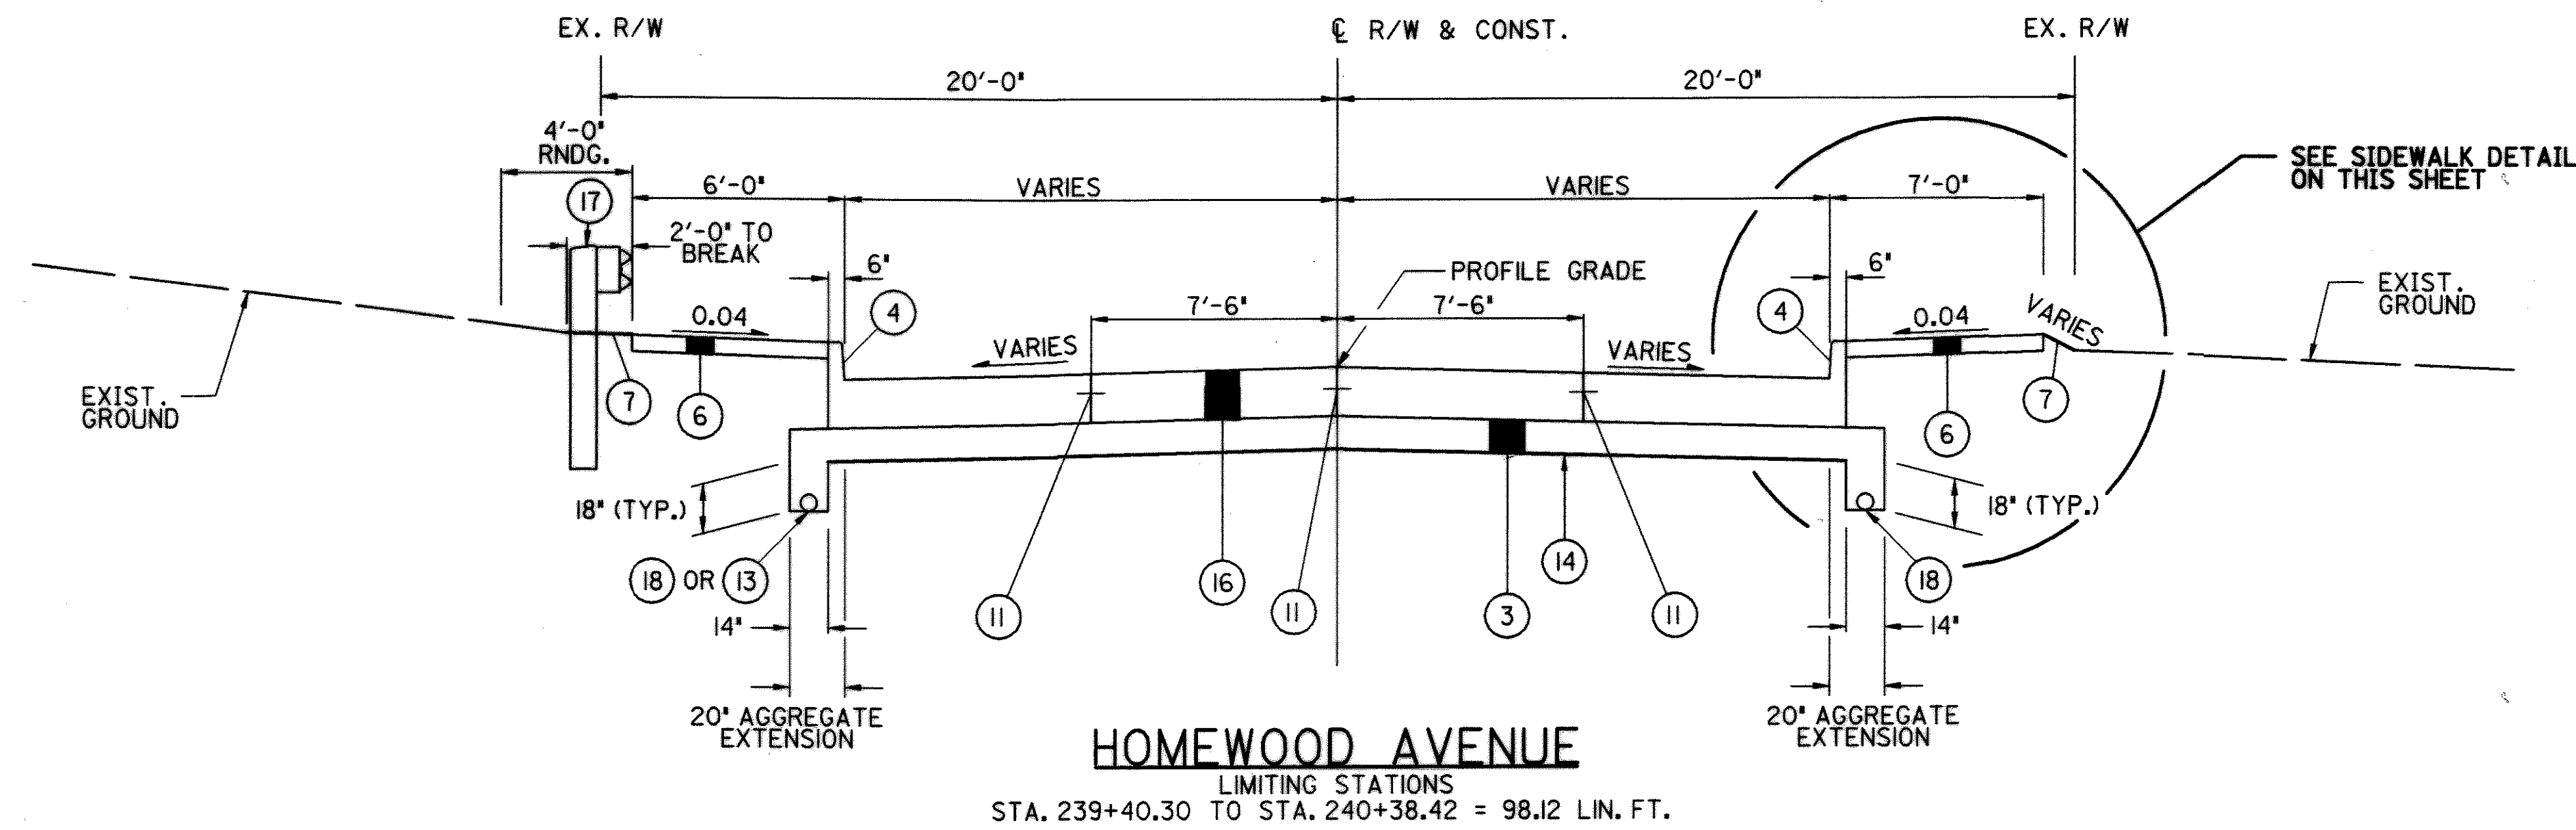 EX. R/W
℄ R/W & CONST.
EX. R/W
20'-0"
20'-0"
4'-0"
RNDG.
SEE SIDEWALK DETAIL
ON THIS SHEET
6'-0"
VARIES
VARIES
7'-0"
17
2'-0" TO
BREAK
6"
PROFILE GRADE
6"
EXIST.
GROUND
4
7'-6"
7'-6"
4
VARIES
0.04
0.04
VARIES
VARIES
EXIST.
GROUND
7
6
7
6
18" (TYP.)
18" (TYP.)
18 OR 13
11
16
11
3
14
11
18
14"
14"
20" AGGREGATE
EXTENSION
20" AGGREGATE
EXTENSION
HOMEWOOD AVENUE
LIMITING STATIONS
STA. 239+40.30 TO STA. 240+38.42 = 98.12 LIN. FT.